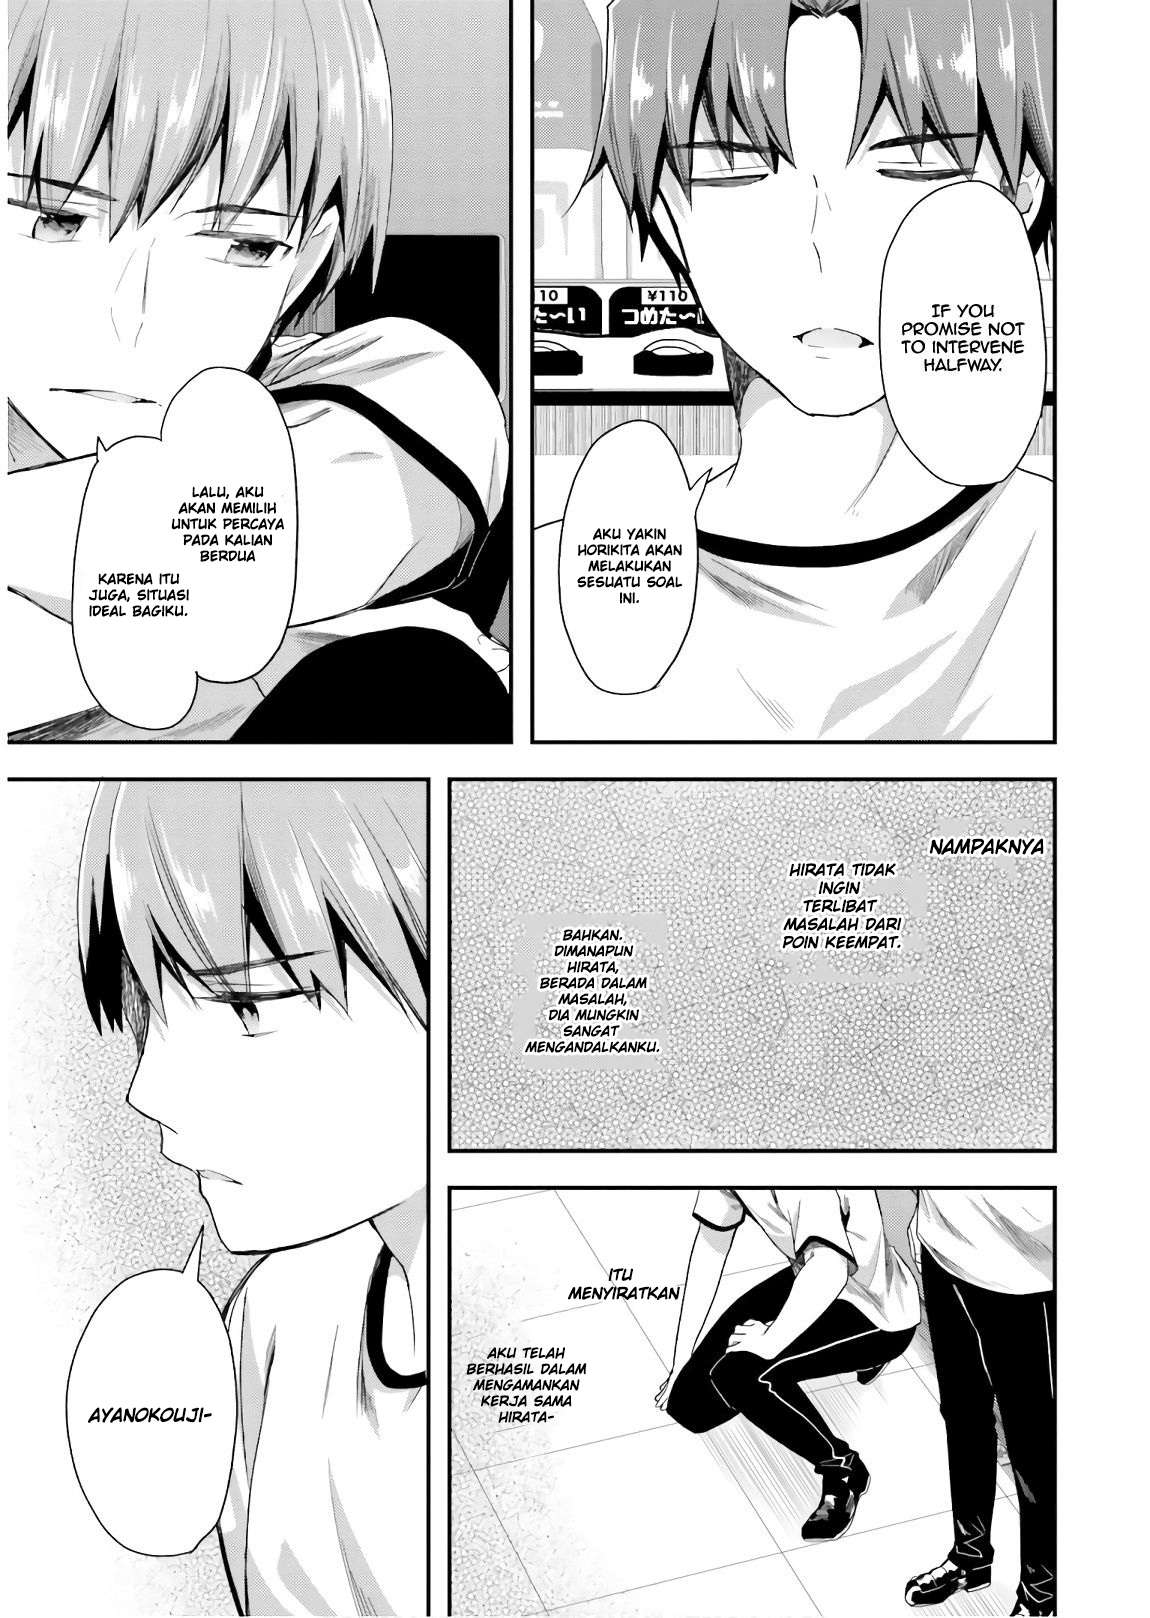 IF YOU
PROMISE NOT
TO INTERVENE
HALFWAY.
AKU YAKIN
HORIKITA AKAN
MELAKUKAN
SESUATU SOAL
INI.
10
¥110
た〜い
つめた〜い
LALU, AKU
AKAN MEMILIH
UNTUK PERCAYA
PADA KALIAN
BERDUA
KARENA ITU
JUGA, SITUASI
IDEAL BAGIKU.
NAMPAKNYA
HIRATA TIDAK
INGIN
TERLIBAT
MASALAH DARI
POIN KEEMPAT.
BAHKAN.
DIMANAPUN
HIRATA,
BERADA DALAM
MASALAH,
DIA MUNGKIN
SANGAT
MENGANDALKANKU.
ITU
MENYIRATKAN
AKU TELAH
BERHASIL DALAM
MENGAMANKAN
KERJA SAMA
HIRATA-
AYANOKOUJI-